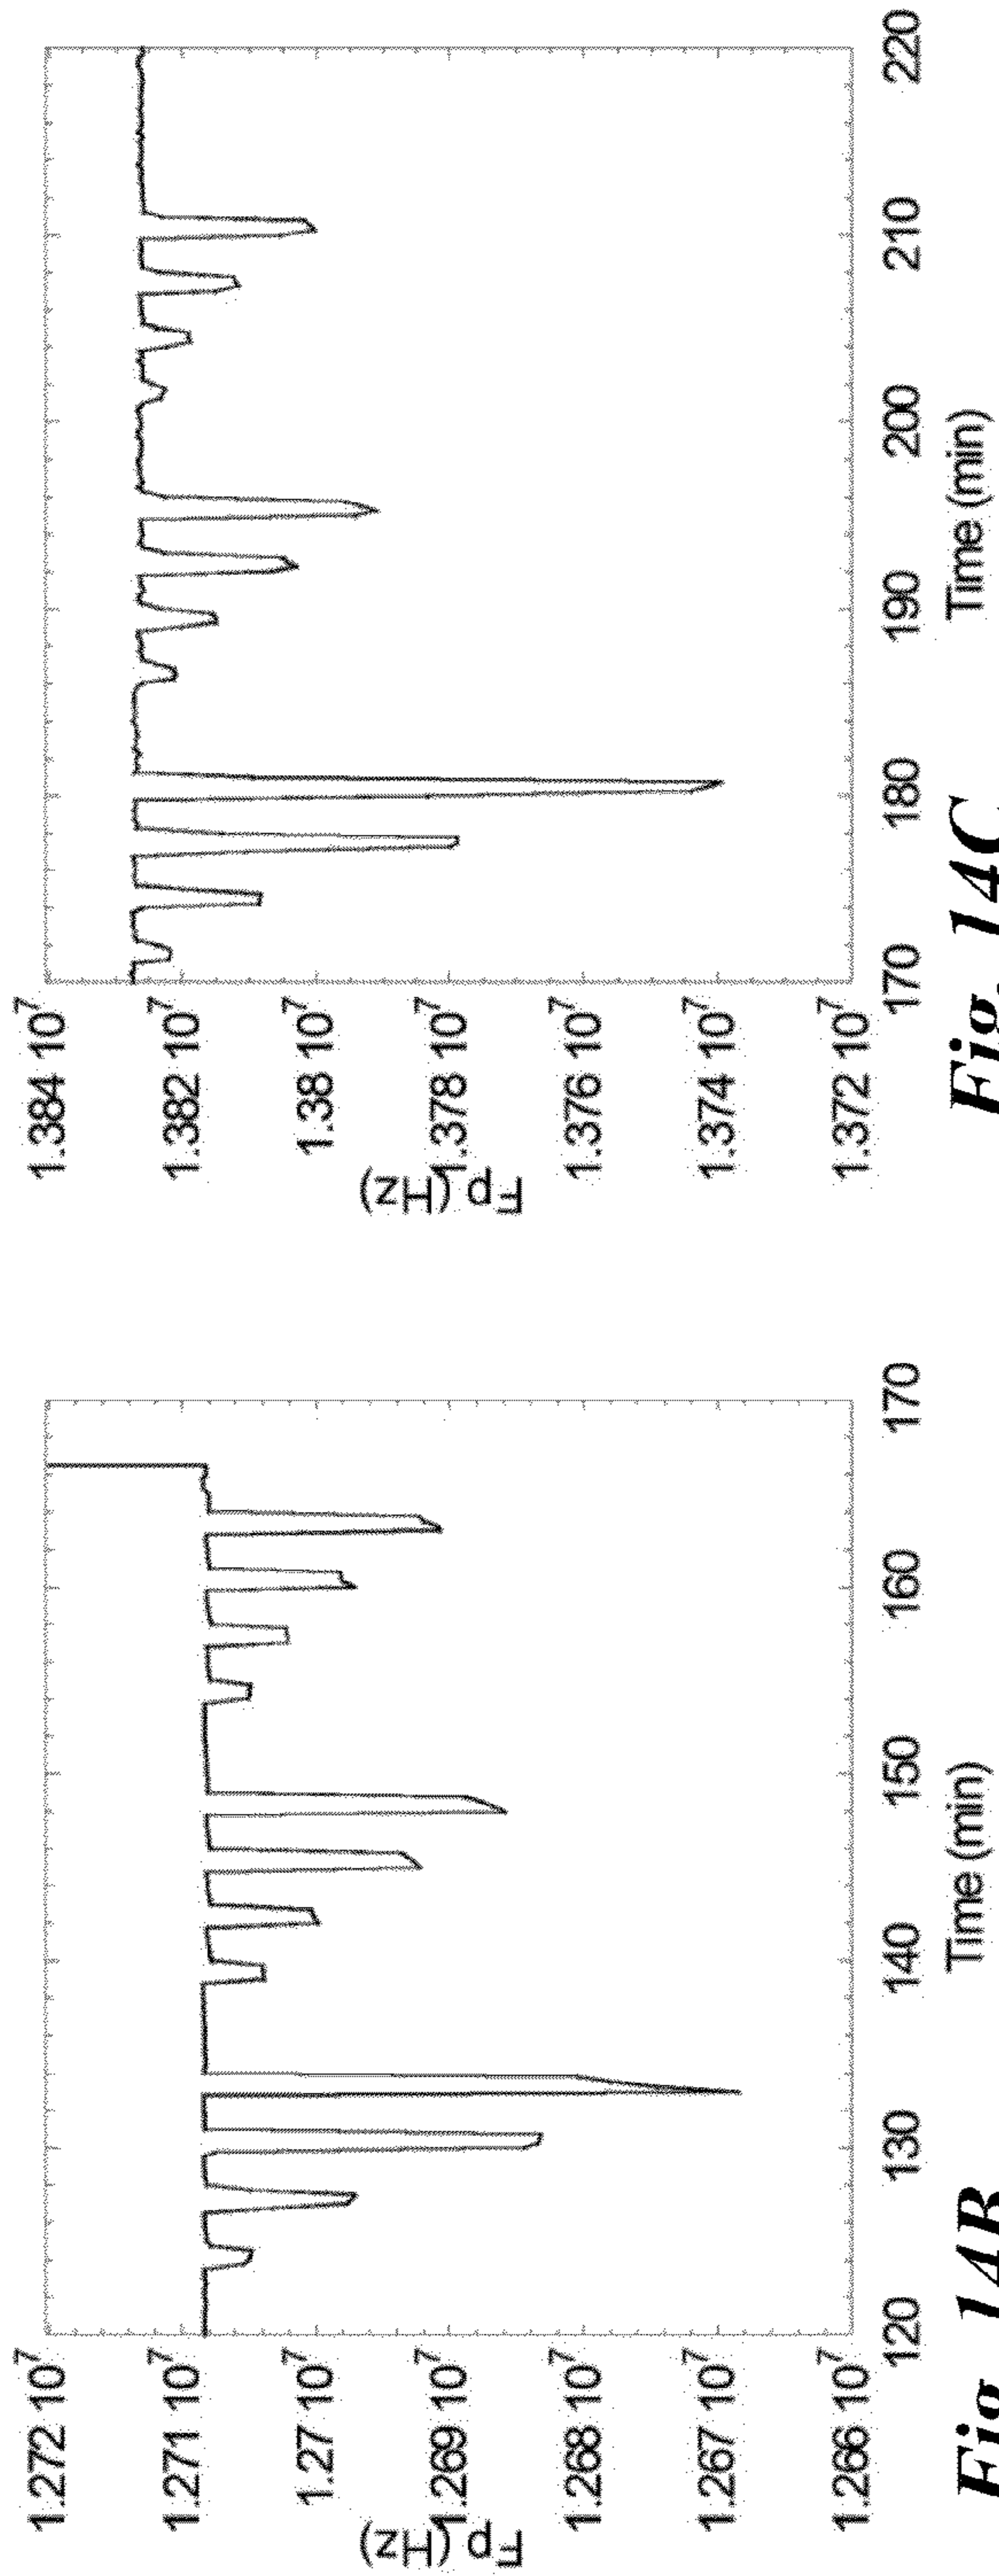 Fp (Hz)
1.272 10⁷
1.271 10⁷
1.27 10⁷
1.269 10⁷
1.268 10⁷
1.267 10⁷
1.266 10⁷
120 130 140 150 160 170
Time (min)
Fig. 14B
Fp (Hz)
1.384 10⁷
1.382 10⁷
1.38 10⁷
1.378 10⁷
1.376 10⁷
1.374 10⁷
1.372 10⁷
170 180 190 200 210 220
Time (min)
Fig. 14C